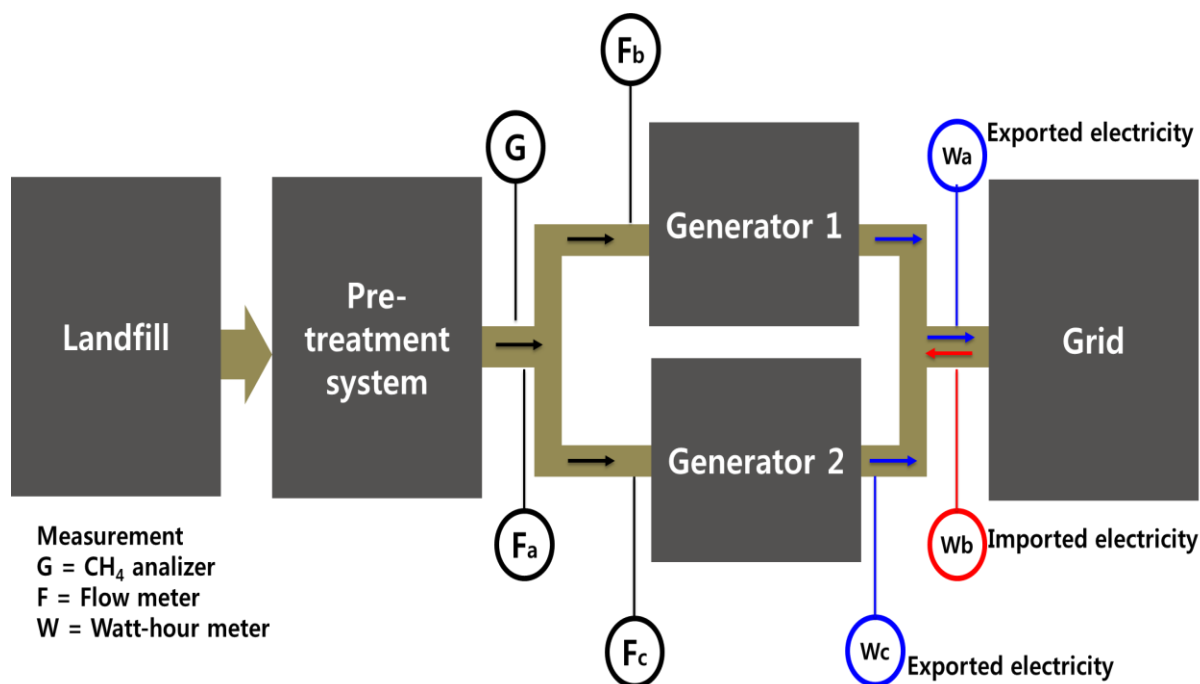 Fb
G
Wa
Exported electricity
Landfill
Pre-
treatment
system
Generator 1
Generator 2
Grid
Measurement
G = CH₄ analizer
F = Flow meter
W = Watt-hour meter
Fa
Fc
Wb
Imported electricity
Wc
Exported electricity